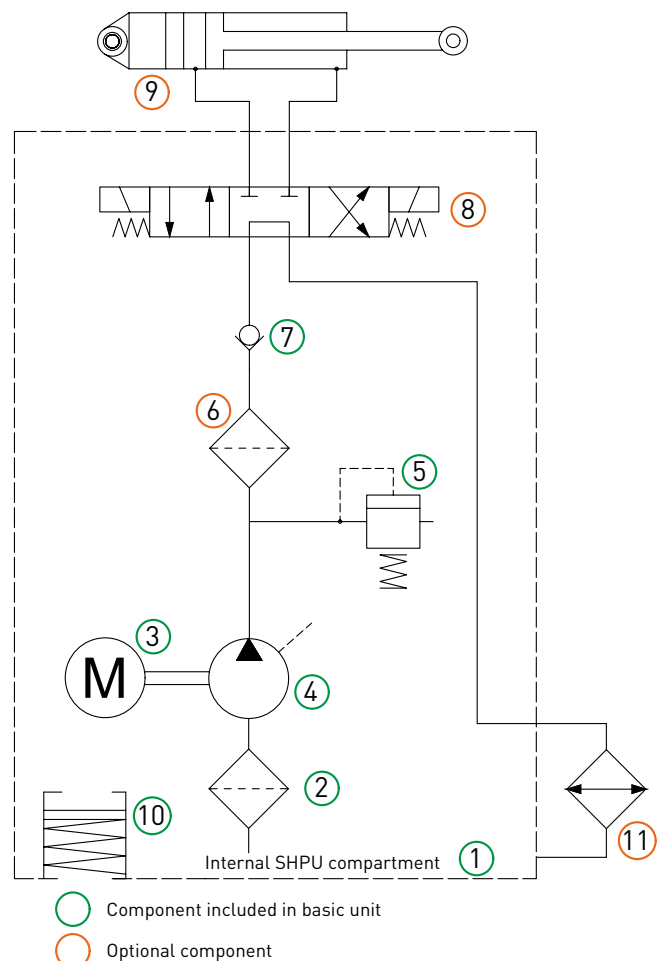 9
8
7
6
5
3
M
4
2
10
11
Internal SHPU compartment 1
Component included in basic unit
Optional component